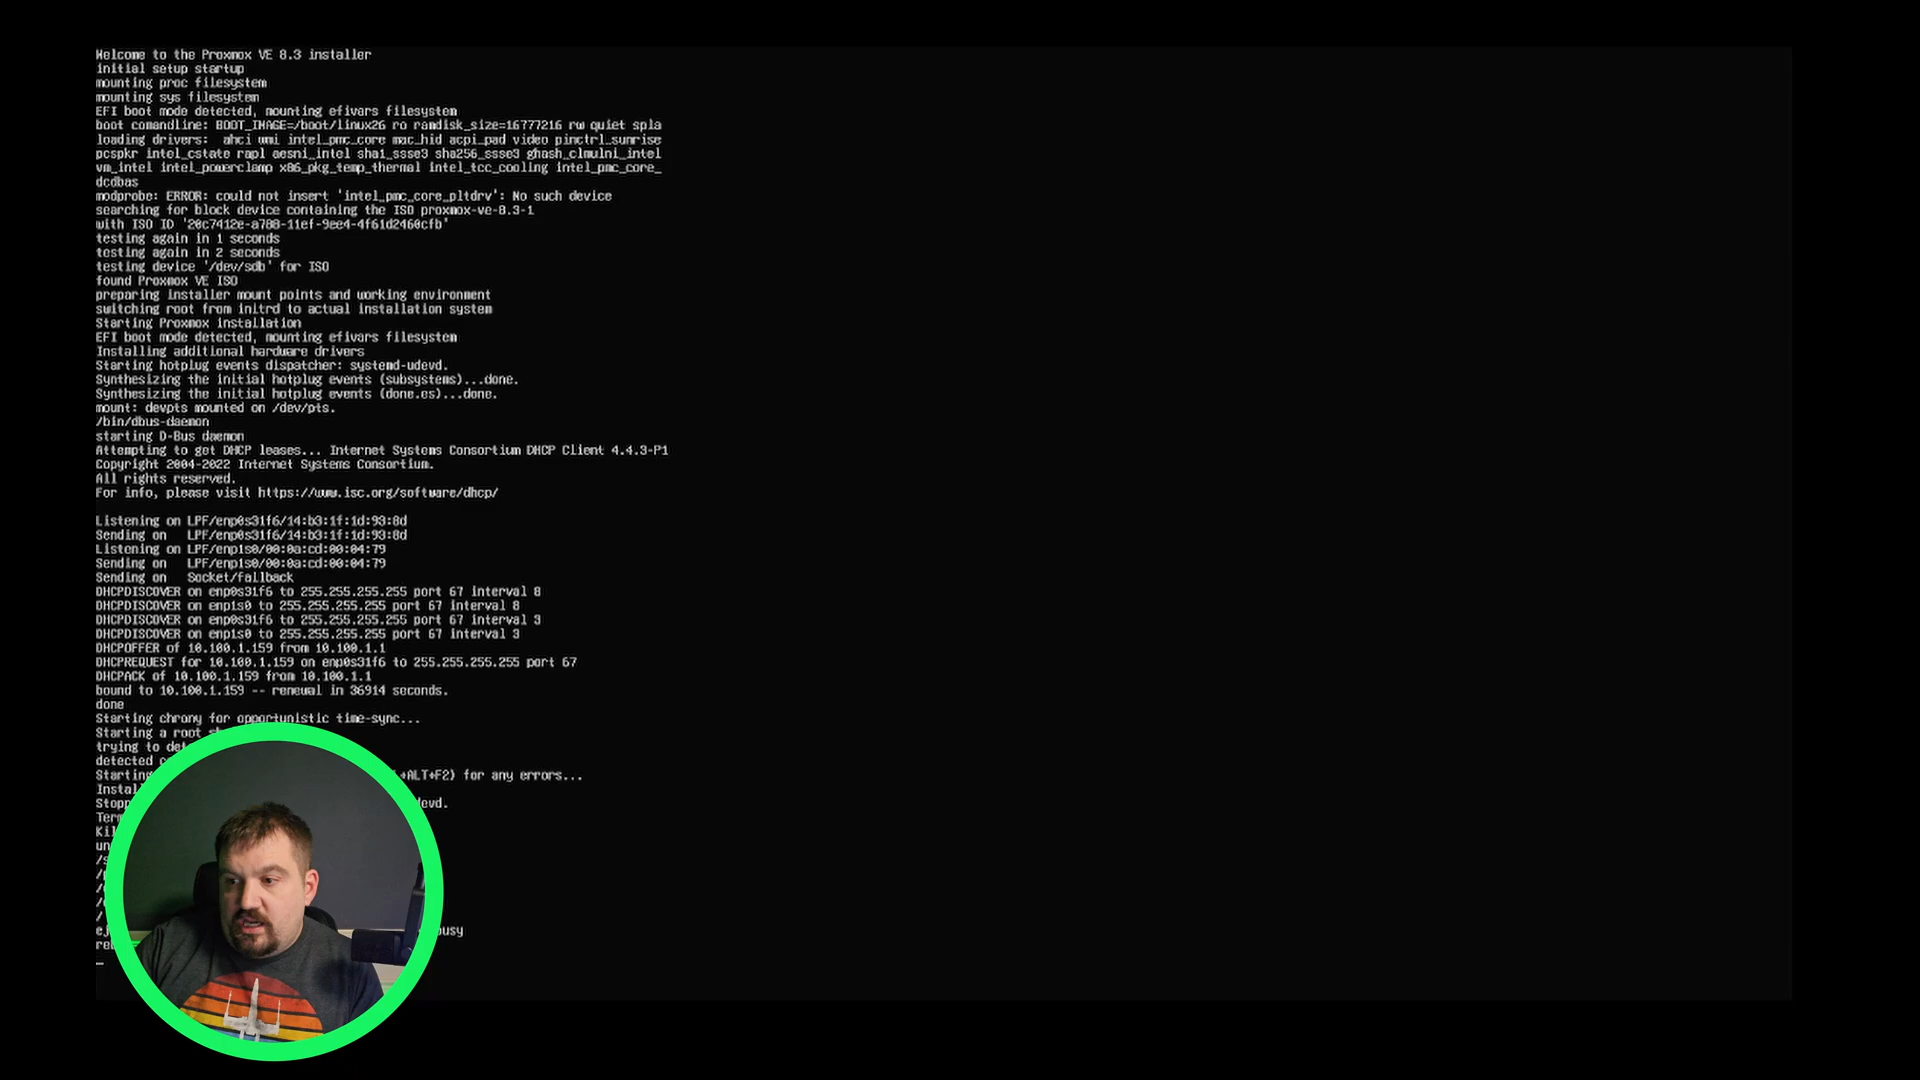 Welcome to the Proxmox VE 8.3 installer
initial setup startup
mounting proc filesystem
mounting sys filesystem
EFI boot mode detected, mounting efivars filesystem
boot comandline: BOOT_IMAGE=/boot/linux26 ro ramdisk_size=16777216 rw quiet spla
loading drivers:  ahci wmi intel_pmc_core mac_hid acpi_pad video pinctrl_sunrise
pcspkr intel_cstate rapl aesni_intel sha1_ssse3 sha256_ssse3 ghash_clmulni_intel
vm_intel intel_powerclamp x86_pkg_temp_thermal intel_tcc_cooling intel_pmc_core_
dcdbas
modprobe: ERROR: could not insert 'intel_pmc_core_pltdrv': No such device
searching for block device containing the ISO proxmox-ve-8.3-1
with ISO ID '20c7412e-a788-11ef-9ee4-4f61d2460cfb'
testing again in 1 seconds
testing again in 2 seconds
testing device '/dev/sdb' for ISO
found Proxmox VE ISO
preparing installer mount points and working environment
switching root from initrd to actual installation system
Starting Proxmox installation
EFI boot mode detected, mounting efivars filesystem
Installing additional hardware drivers
Starting hotplug events dispatcher: systemd-udevd.
Synthesizing the initial hotplug events (subsystems)...done.
Synthesizing the initial hotplug events (done.es)...done.
mount: devpts mounted on /dev/pts.
/bin/dbus-daemon
starting D-Bus daemon
Attempting to get DHCP leases... Internet Systems Consortium DHCP Client 4.4.3-P1
Copyright 2004-2022 Internet Systems Consortium.
All rights reserved.
For info, please visit https://www.isc.org/software/dhcp/
Listening on LPF/enp0s31f6/14:b3:1f:1d:93:8d
Sending on   LPF/enp0s31f6/14:b3:1f:1d:93:8d
Listening on LPF/enp1s0/00:0a:cd:00:04:79
Sending on   LPF/enp1s0/00:0a:cd:00:04:79
Sending on   Socket/fallback
DHCPDISCOVER on enp0s31f6 to 255.255.255.255 port 67 interval 8
DHCPDISCOVER on enp1s0 to 255.255.255.255 port 67 interval 8
DHCPDISCOVER on enp0s31f6 to 255.255.255.255 port 67 interval 3
DHCPDISCOVER on enp1s0 to 255.255.255.255 port 67 interval 3
DHCPOFFER of 10.100.1.159 from 10.100.1.1
DHCPREQUEST for 10.100.1.159 on enp0s31f6 to 255.255.255.255 port 67
DHCPACK of 10.100.1.159 from 10.100.1.1
bound to 10.100.1.159 -- renewal in 36914 seconds.
done
Starting chrony for opportunistic time-sync...
Starting a root
trying to
detected
Starting +ALT+F2) for any errors...